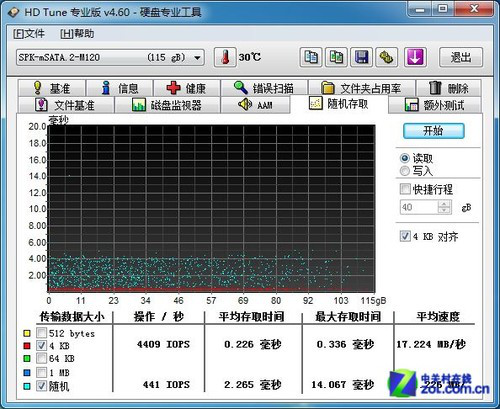 HD Tune 专业版 v4.60 - 硬盘专业工具
文件 帮助
SPK-mSATA.2-M120 (115 gB) 30℃ 退出
基准 信息 健康 错误扫描 文件夹占用率 删除
文件基准 磁盘监视器 AAM 随机存取 额外测试
毫秒
20.0
18.0
16.0
14.0
12.0
10.0
8.00
6.00
4.00
2.00
0 11 23 34 46 57 69 80 92 103 115gB
开始
读取
写入
快捷行程
40 gB
4 KB 对齐
传输数据大小 操作 / 秒 平均存取时间 最大存取时间 平均速度
512 bytes
4 KB 4409 IOPS 0.226 毫秒 0.336 毫秒 17.224 MB/秒
64 KB
1 MB
随机 441 IOPS 2.265 毫秒 14.067 毫秒
中关村在线
zol.com.cn